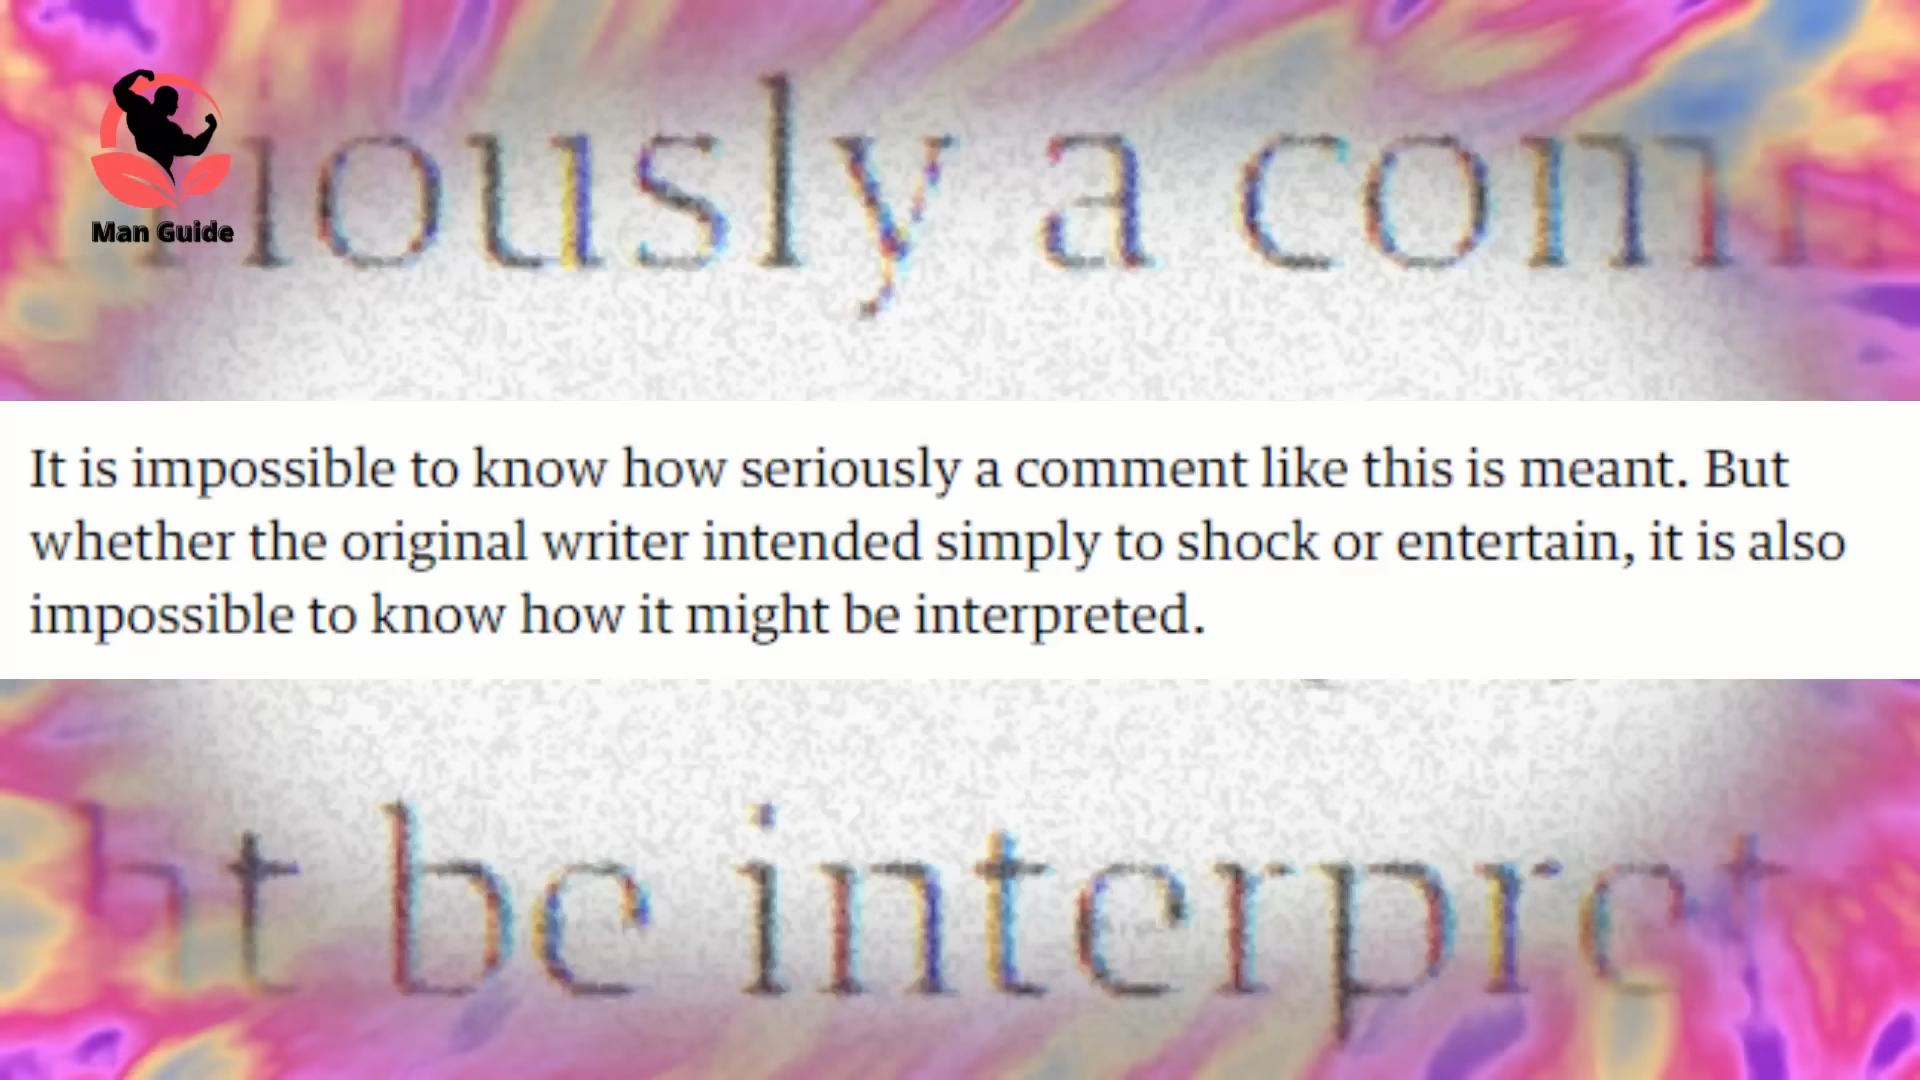 Man Guide
iously a com
It is impossible to know how seriously a comment like this is meant. But
whether the original writer intended simply to shock or entertain, it is also
impossible to know how it might be interpreted.
ht be interpret